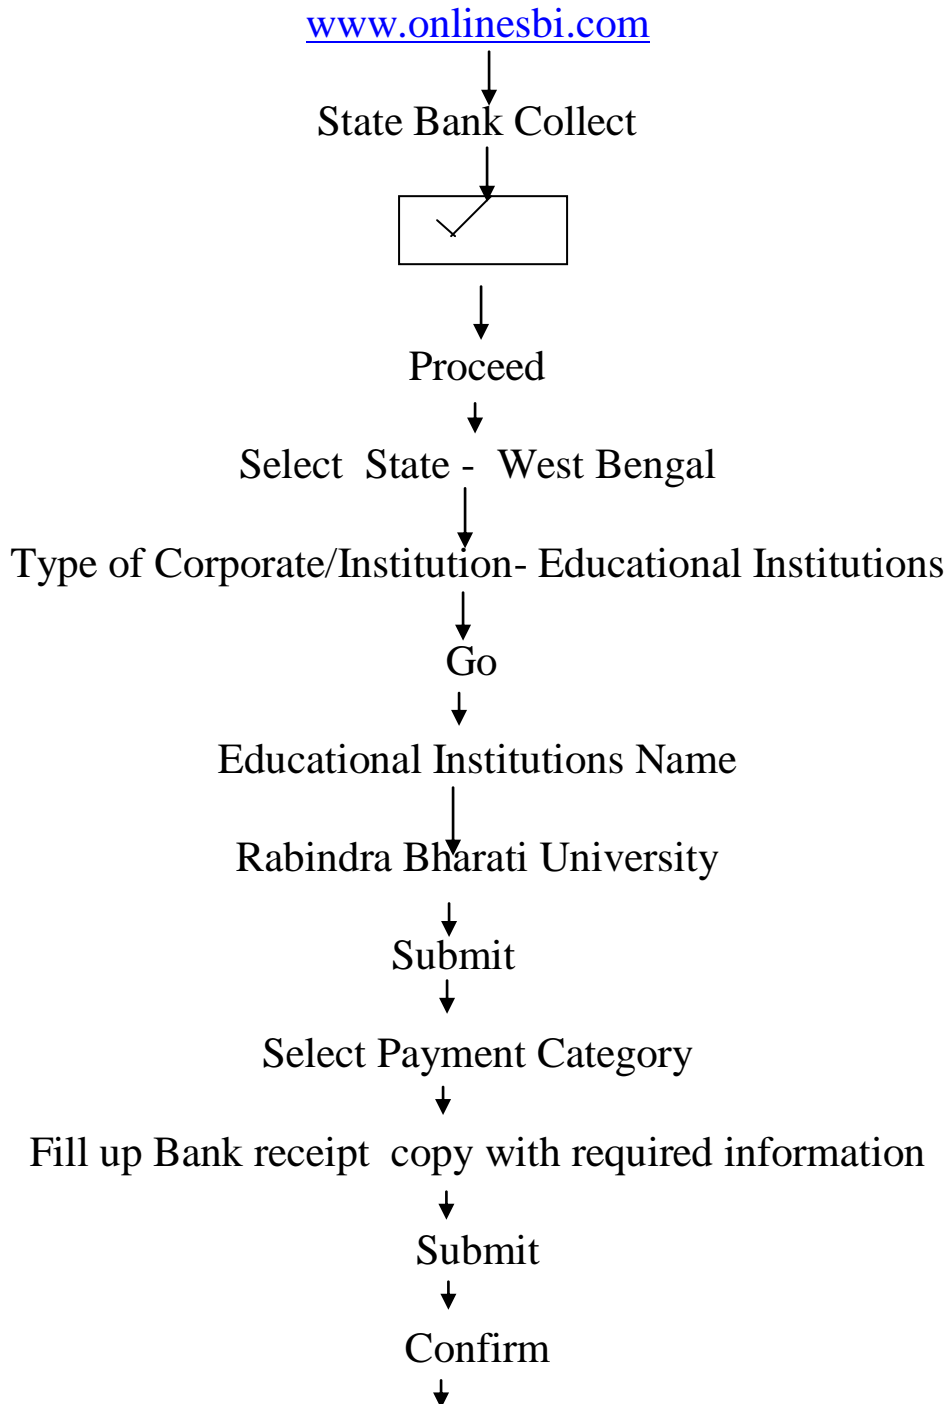 www.onlinesbi.com
State Bank Collect
Proceed
Select State - West Bengal
Type of Corporate/Institution- Educational Institutions
Go
Educational Institutions Name
Rabindra Bharati University
Submit
Select Payment Category
Fill up Bank receipt copy with required information
Submit
Confirm